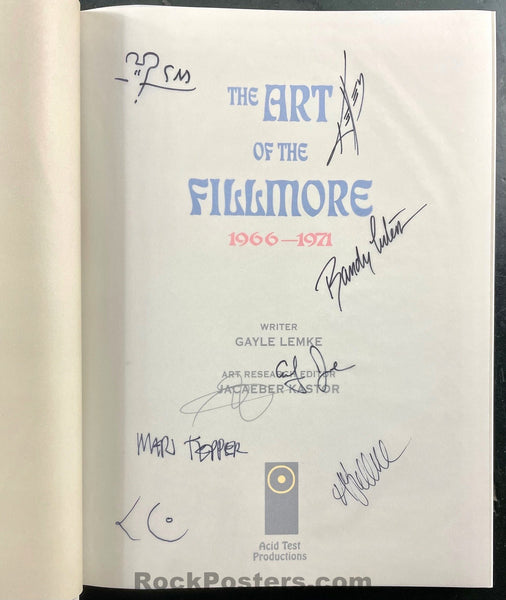 THE ART
OF THE
FILLMORE
1966—1971
Randy Tuten
WRITER
GAYLE LEMKE
ART RESEARCH EDITOR
JACAEBER KASTOR
MARI TEPPER
Acid Test
Productions
RockPosters.com